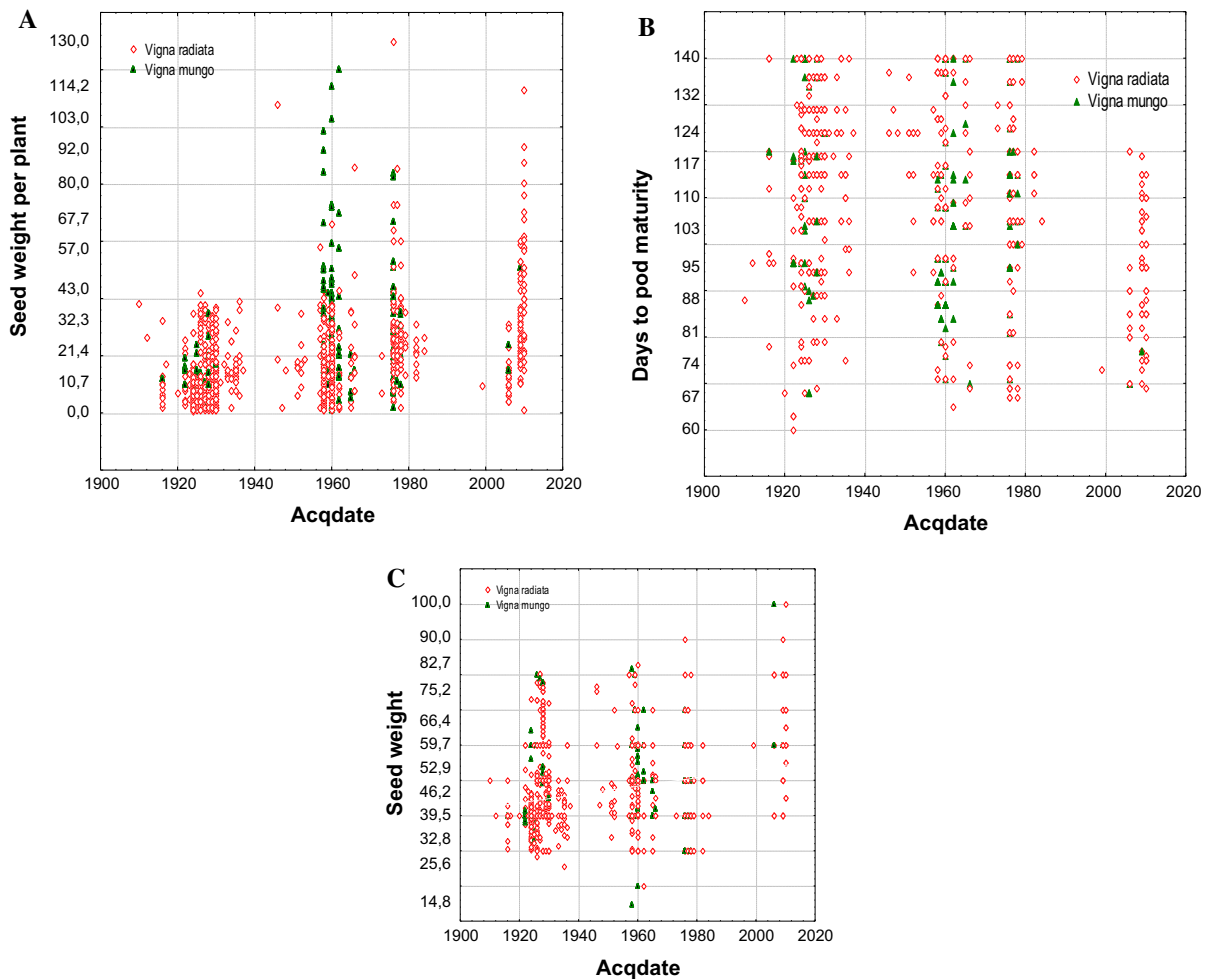 A
Seed weight per plant
130,0
114,2
103,0
92,0
80,0
67,7
57,0
43,0
32,3
21,4
10,7
0,0
Vigna radiata
Vigna mungo
1900 1920 1940 1960 1980 2000 2020
Acqdate
B
Days to pod maturity
140
132
124
117
110
103
95
88
81
74
67
60
Vigna radiata
Vigna mungo
1900 1920 1940 1960 1980 2000 2020
Acqdate
C
Seed weight
100,0
90,0
82,7
75,2
66,4
59,7
52,9
46,2
39,5
32,8
25,6
14,8
Vigna radiata
Vigna mungo
1900 1920 1940 1960 1980 2000 2020
Acqdate